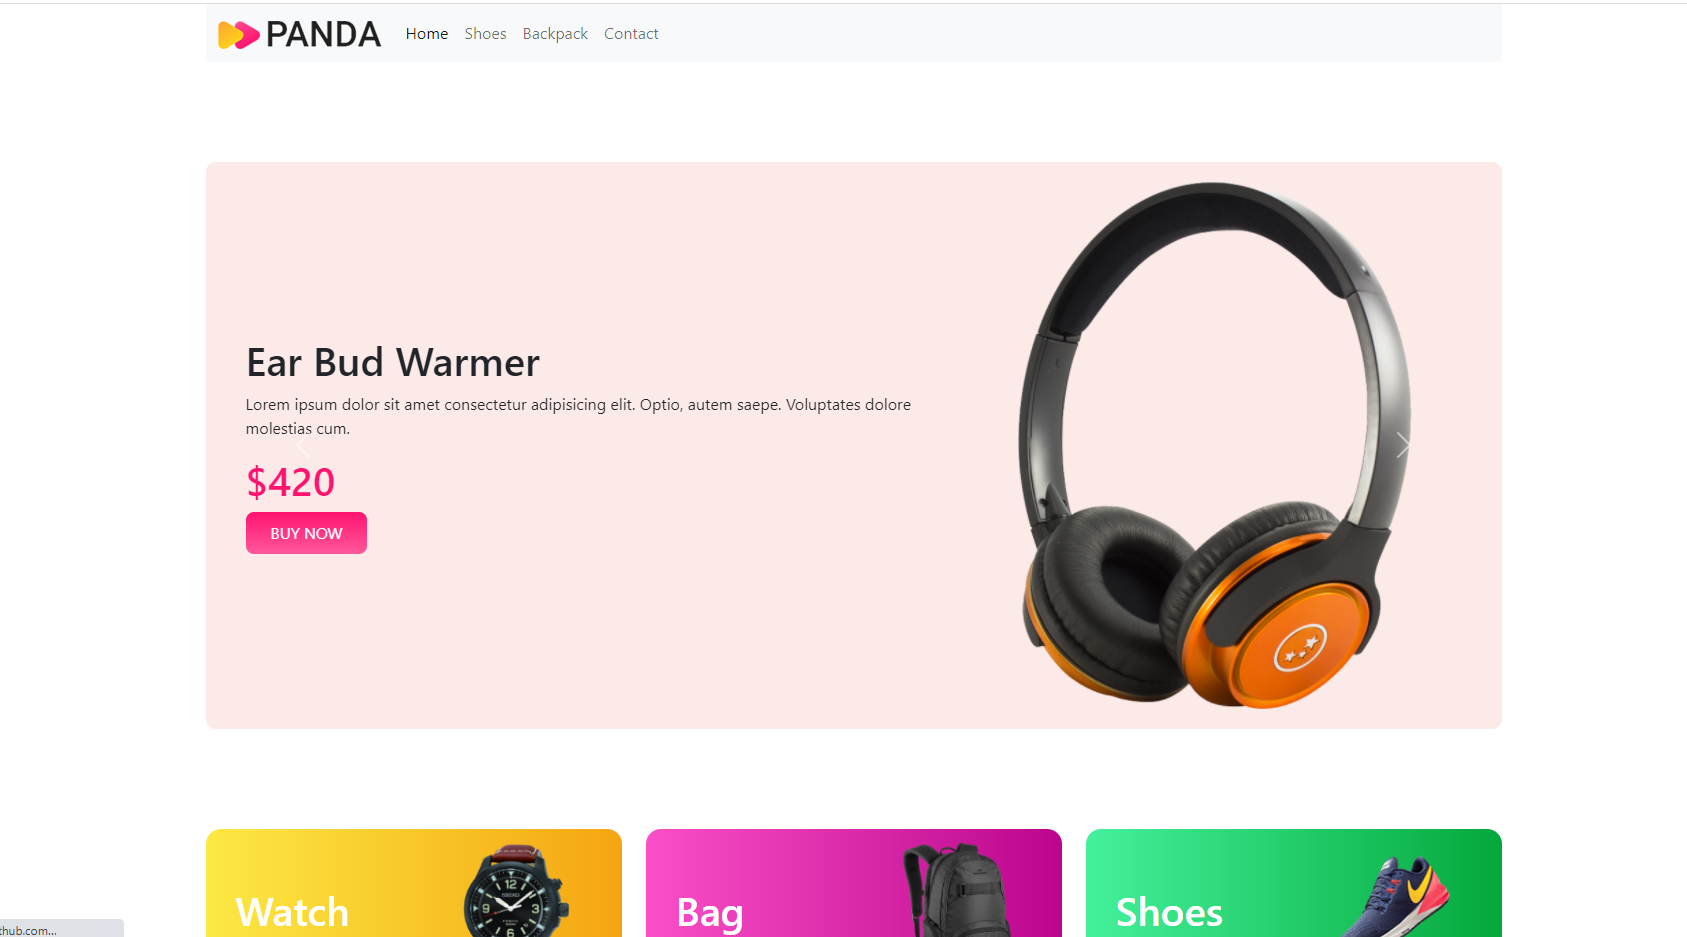 PANDA Home Shoes Backpack Contact
Ear Bud Warmer
Lorem ipsum dolor sit amet consectetur adipisicing elit. Optio, autem saepe. Voluptates dolore
molestias cum.
$420
BUY NOW
Watch Bag Shoes
12
thub.com...